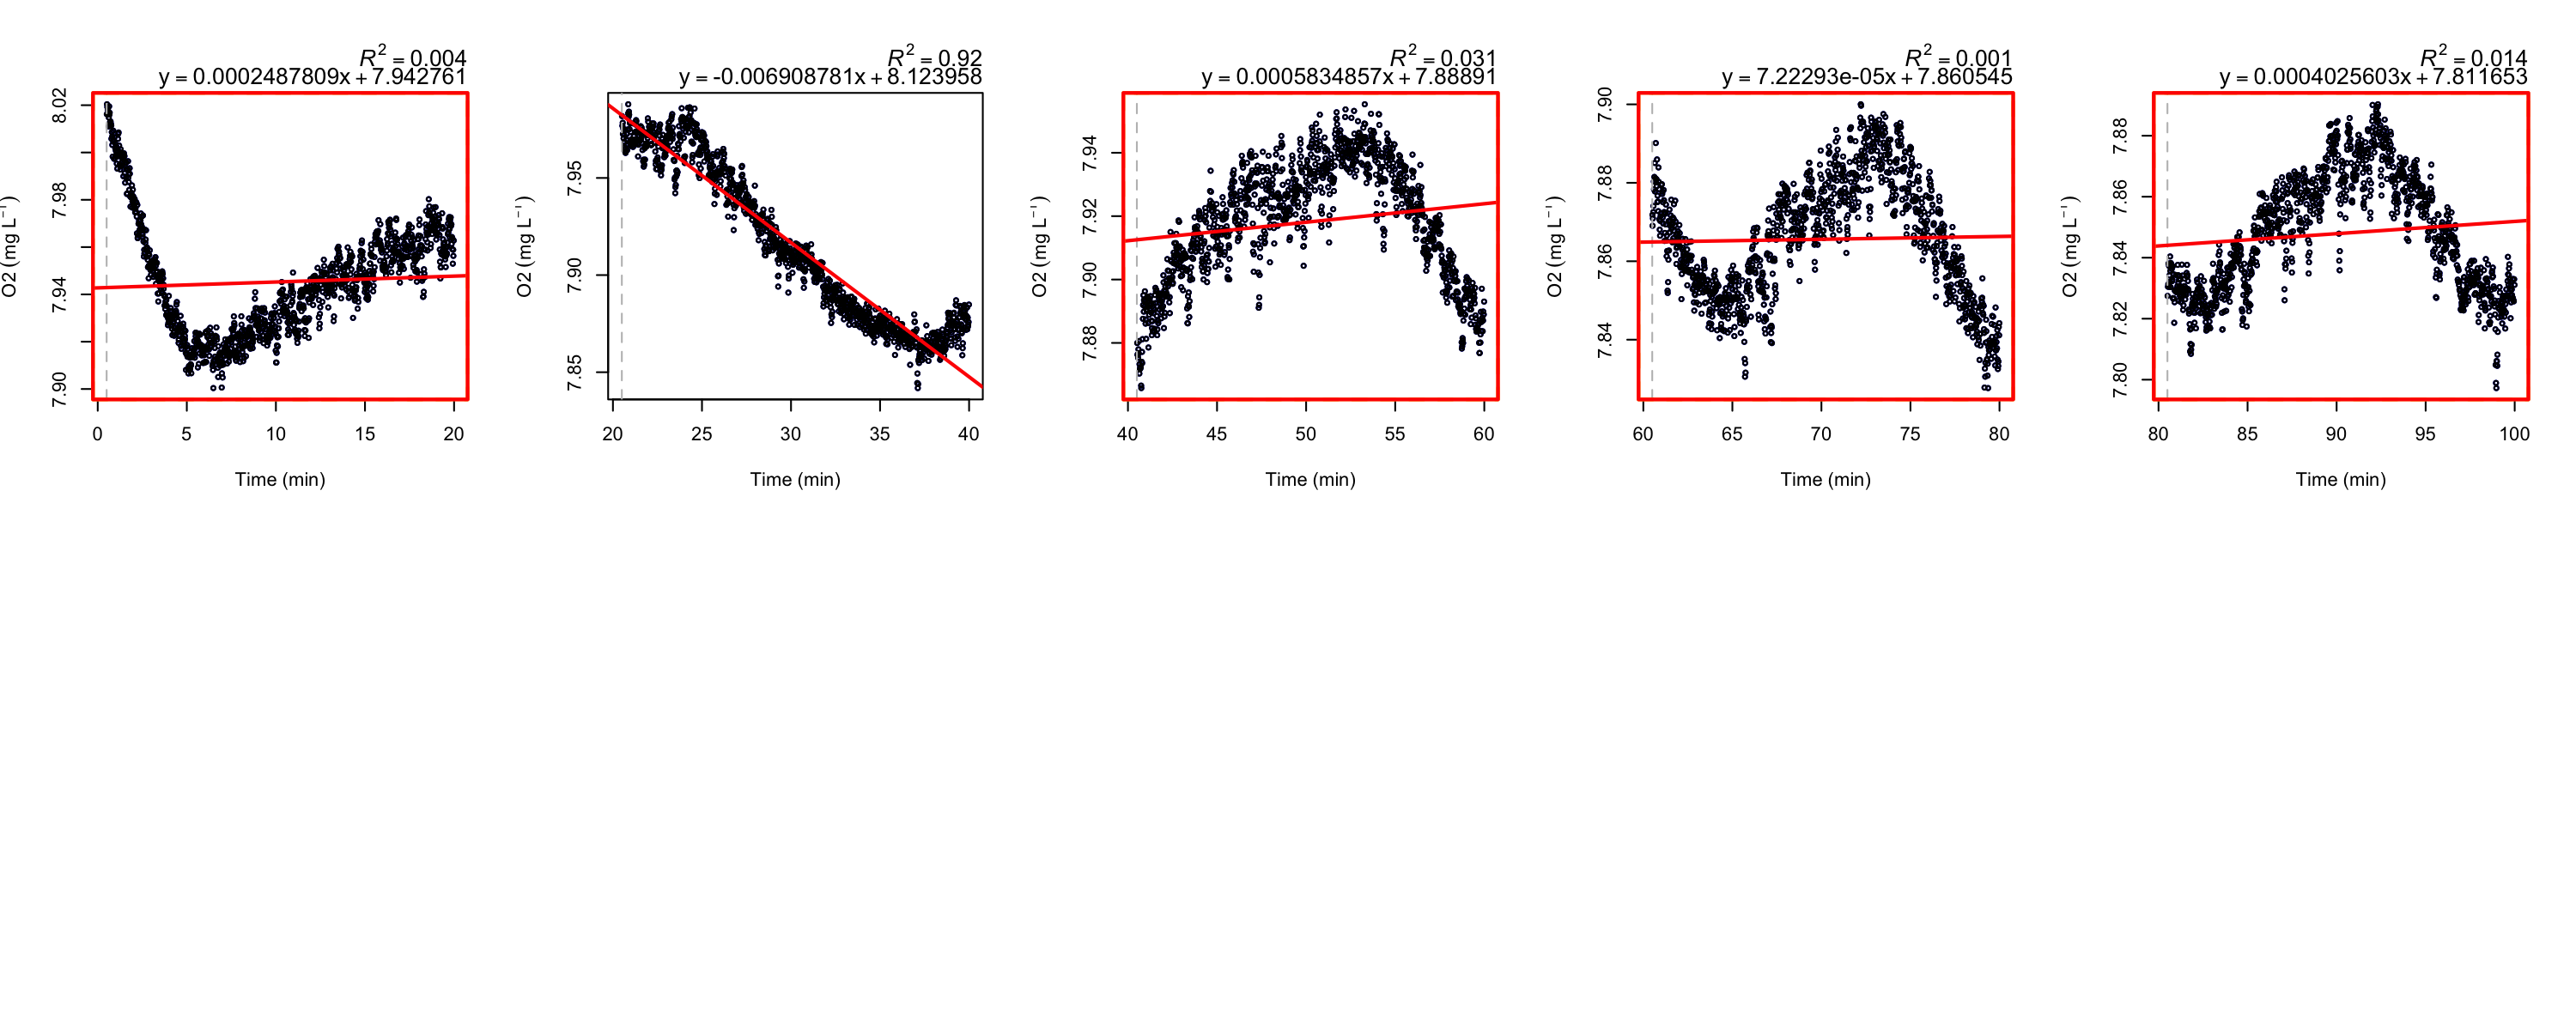 R² = 0.004
y = 0.0002487809x + 7.942761
O2 (mg L⁻¹)
8.02
7.98
7.94
7.90
0 5 10 15 20
Time (min)
R² = 0.92
y = -0.006908781x + 8.123958
O2 (mg L⁻¹)
7.95
7.90
7.85
20 25 30 35 40
Time (min)
R² = 0.031
y = 0.0005834857x + 7.88891
O2 (mg L⁻¹)
7.94
7.92
7.90
7.88
40 45 50 55 60
Time (min)
R² = 0.001
y = 7.22293e-05x + 7.860545
O2 (mg L⁻¹)
7.90
7.88
7.86
7.84
60 65 70 75 80
Time (min)
R² = 0.014
y = 0.0004025603x + 7.811653
O2 (mg L⁻¹)
7.88
7.86
7.84
7.82
7.80
80 85 90 95 100
Time (min)